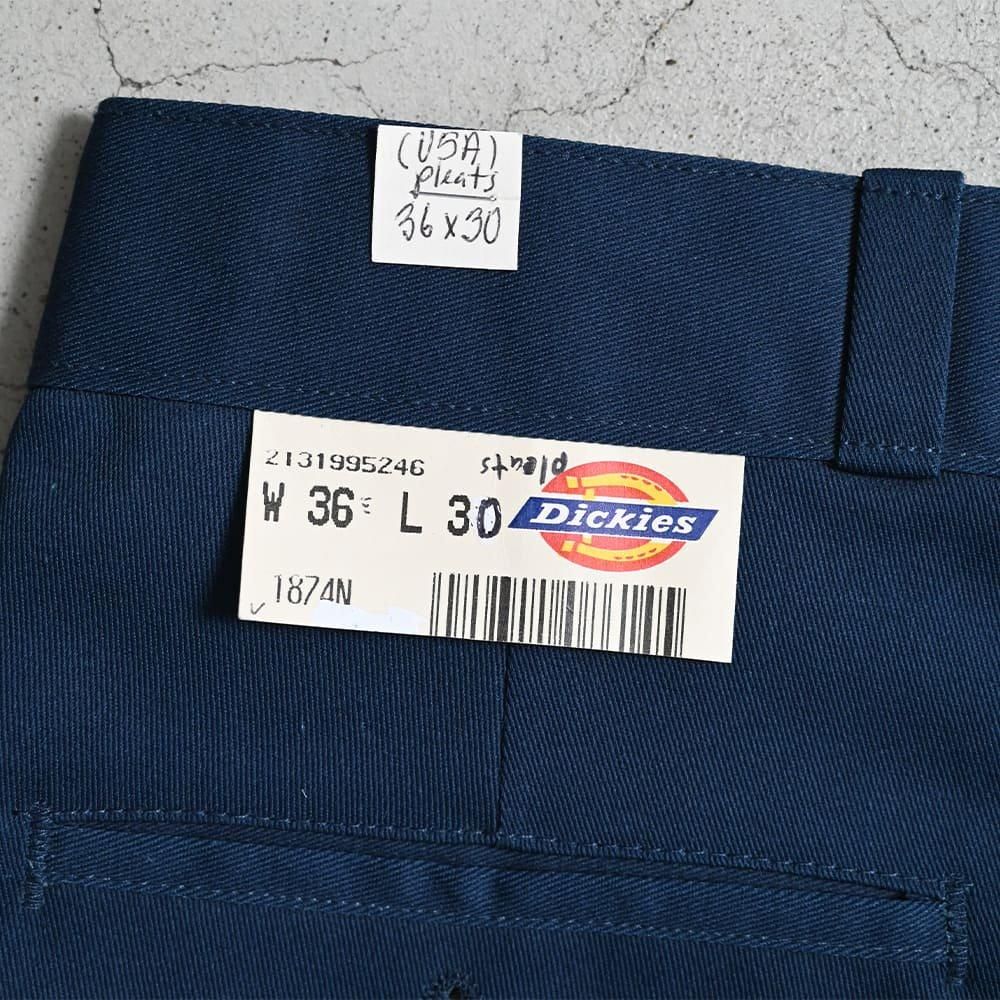 (USA)
pleats
36 x 30
2131995246
pleats
W 36 L 30
Dickies
1874N